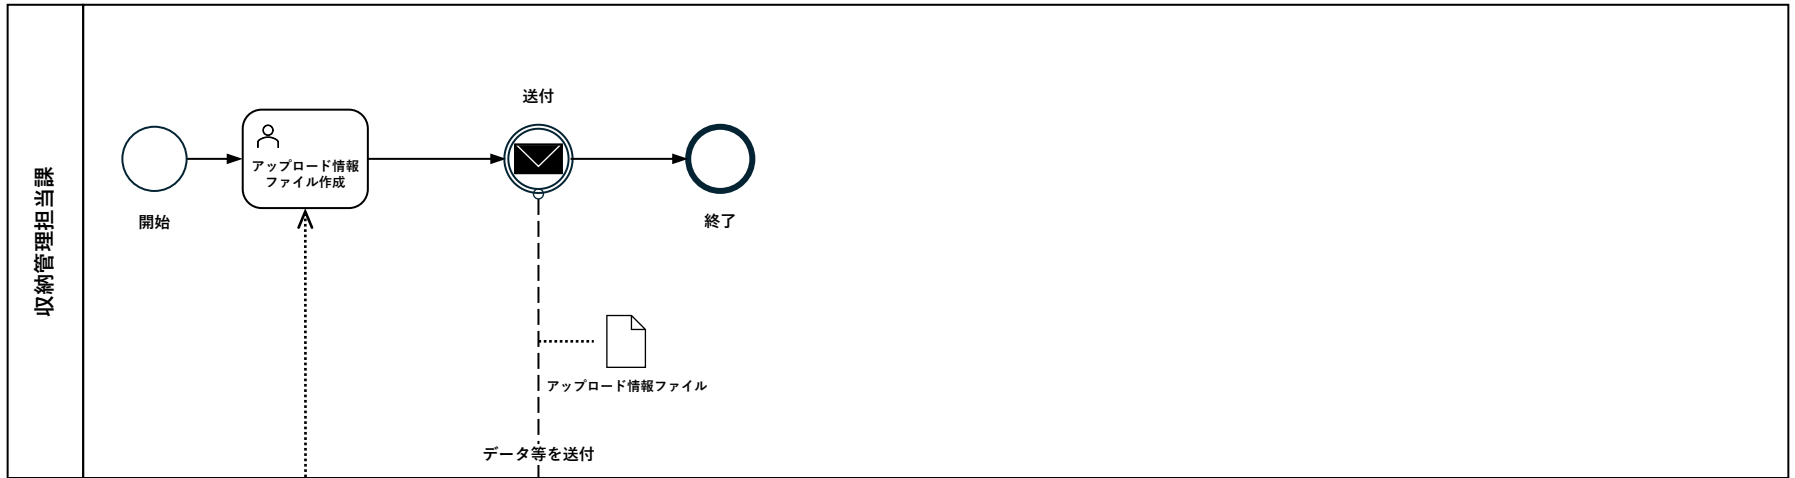 収納管理担当課
送付
アップロード情報
ファイル作成
開始
終了
アップロード情報ファイル
データ等を送付